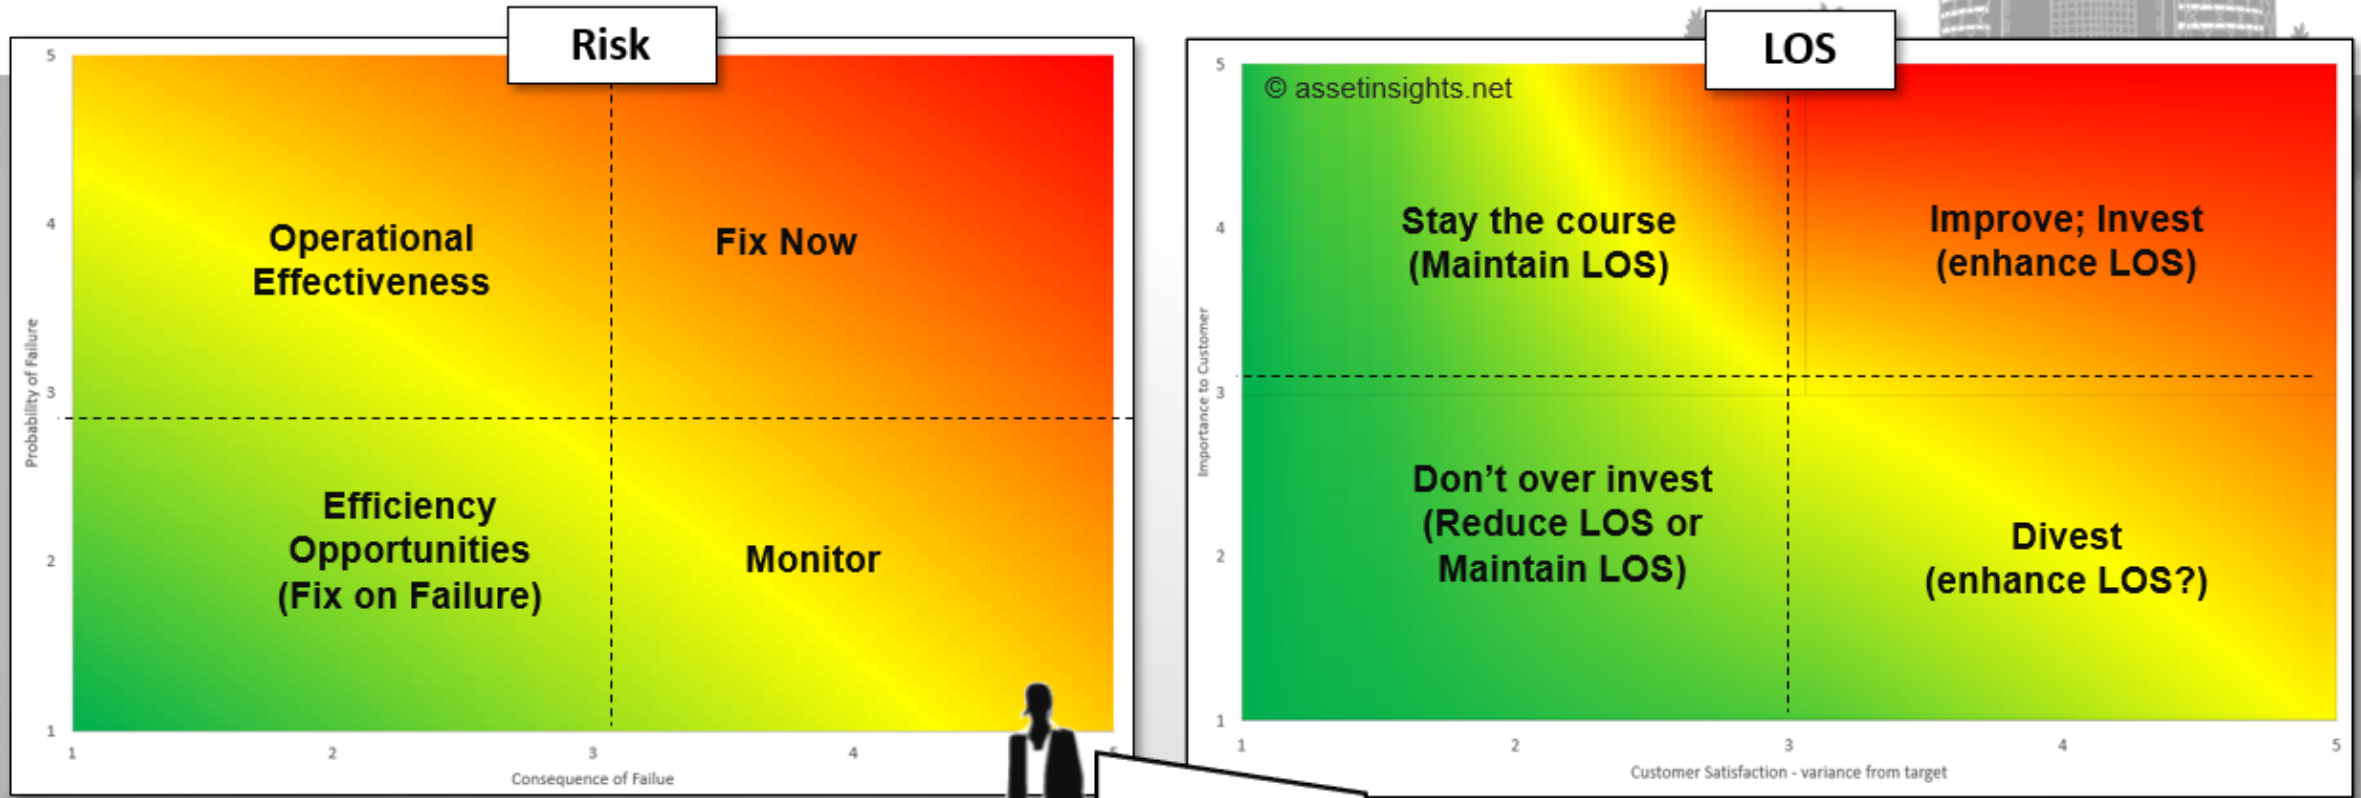 Risk
5
4
3
2
1
Probability of Failure
Operational
Effectiveness
Fix Now
Efficiency
Opportunities
(Fix on Failure)
Monitor
1
2
3
4
5
Consequence of Failue
LOS
© assetinsights.net
5
4
3
2
1
Importance to Customer
Stay the course
(Maintain LOS)
Improve; Invest
(enhance LOS)
Don’t over invest
(Reduce LOS or
Maintain LOS)
Divest
(enhance LOS?)
1
2
3
4
5
Customer Satisfaction - variance from target